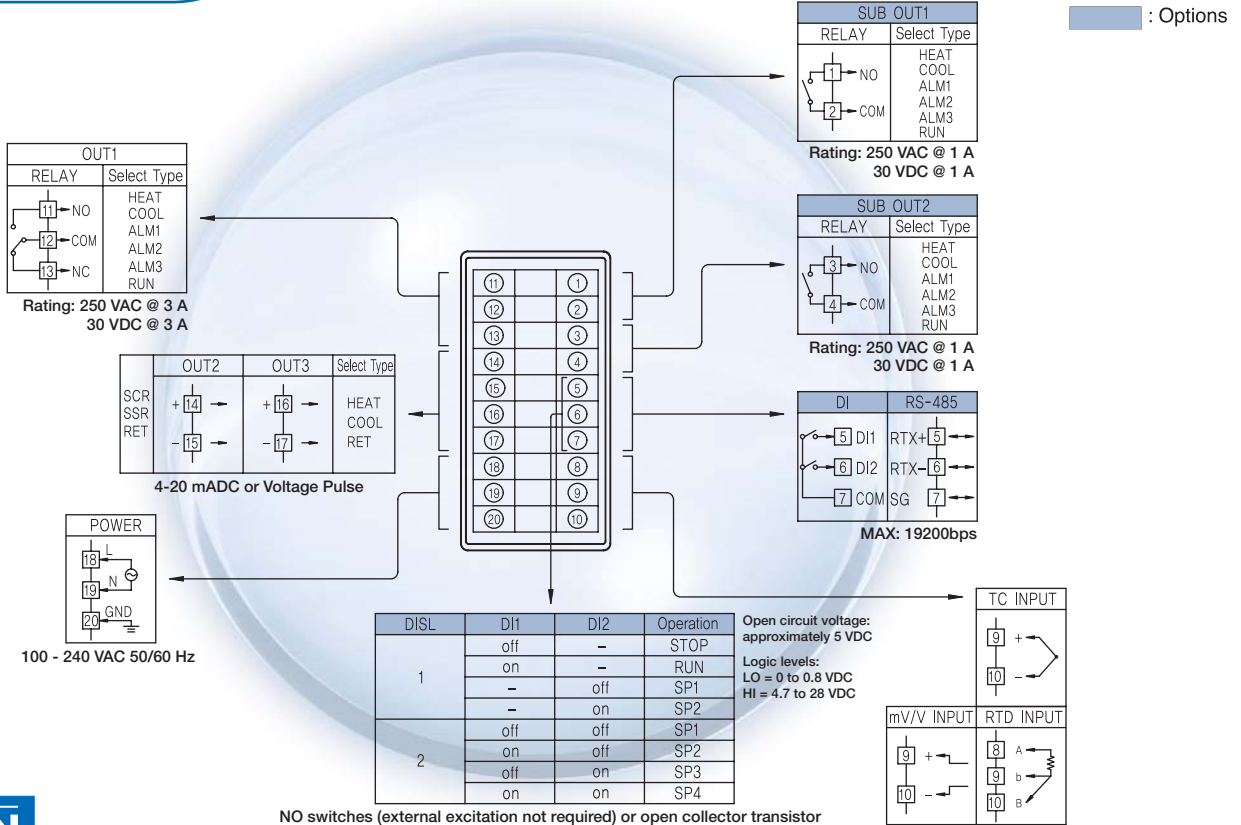 : Options
SUB OUT1
RELAY Select Type
1 NO
2 COM
HEAT
COOL
ALM1
ALM2
ALM3
RUN
Rating: 250 VAC @ 1 A
30 VDC @ 1 A
OUT1
RELAY Select Type
11 NO
12 COM
13 NC
HEAT
COOL
ALM1
ALM2
ALM3
RUN
Rating: 250 VAC @ 3 A
30 VDC @ 3 A
SUB OUT2
RELAY Select Type
3 NO
4 COM
HEAT
COOL
ALM1
ALM2
ALM3
RUN
Rating: 250 VAC @ 1 A
30 VDC @ 1 A
11 1
12 2
13 3
14 4
15 5
16 6
17 7
18 8
19 9
20 10
OUT2 OUT3 Select Type
SCR
SSR
RET
+ 14 + 16
- 15 - 17
HEAT
COOL
RET
4-20 mADC or Voltage Pulse
DI RS-485
5 DI1 RTX+ 5
6 DI2 RTX- 6
7 COM SG 7
MAX: 19200bps
POWER
18 L
19 N
20 GND
100 - 240 VAC 50/60 Hz
DISL DI1 DI2 Operation
1
off – STOP
on – RUN
– off SP1
– on SP2
2
off off SP1
on off SP2
off on SP3
on on SP4
Open circuit voltage:
approximately 5 VDC
Logic levels:
LO = 0 to 0.8 VDC
HI = 4.7 to 28 VDC
NO switches (external excitation not required) or open collector transistor
TC INPUT
9 +
10 -
mV/V INPUT RTD INPUT
9 +
10 -
8 A
9 b
10 B